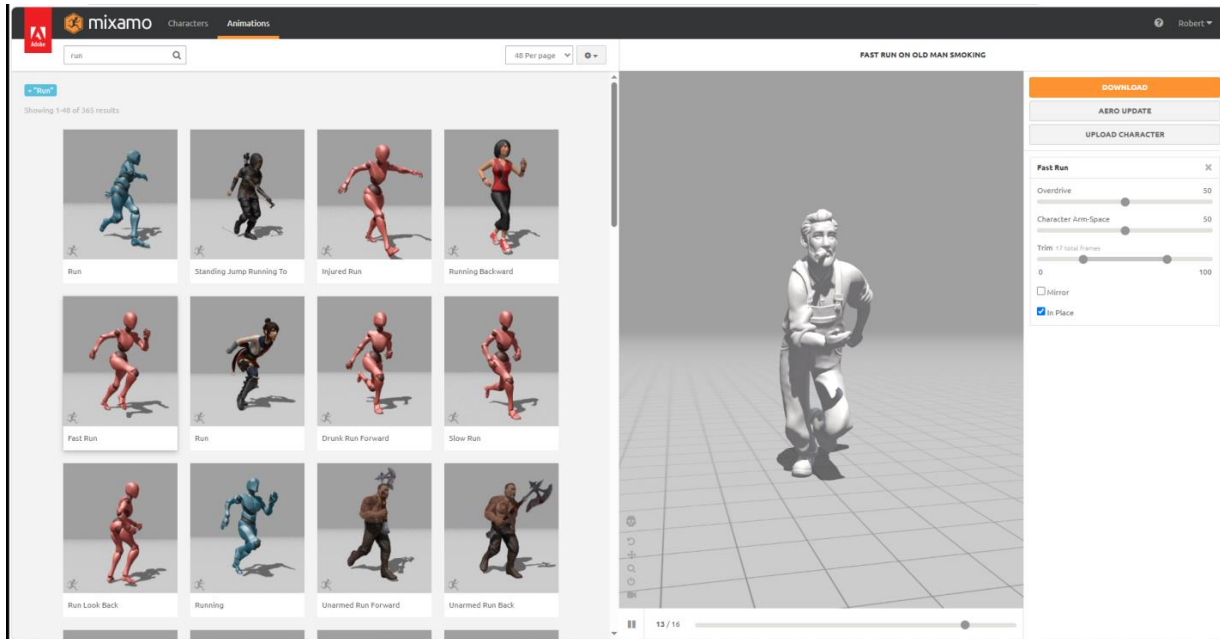 Adobe
mixamo
Characters
Animations
Robert
run
48 Per page
FAST RUN ON OLD MAN SMOKING
"Run"
Showing 1-48 of 365 results
Run
Standing Jump Running To
Injured Run
Running Backward
Fast Run
Run
Drunk Run Forward
Slow Run
Run Look Back
Running
Unarmed Run Forward
Unarmed Run Back
13 / 16
DOWNLOAD
AERO UPDATE
UPLOAD CHARACTER
Fast Run
Overdrive 50
Character Arm-Space 50
Trim 17 total frames
0 100
Mirror
In Place